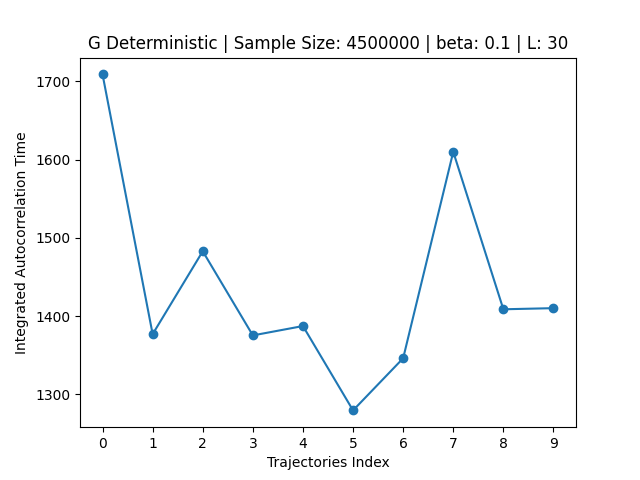 G Deterministic | Sample Size: 4500000 | beta: 0.1 | L: 30
Integrated Autocorrelation Time
1700
1600
1500
1400
1300
0 1 2 3 4 5 6 7 8 9
Trajectories Index